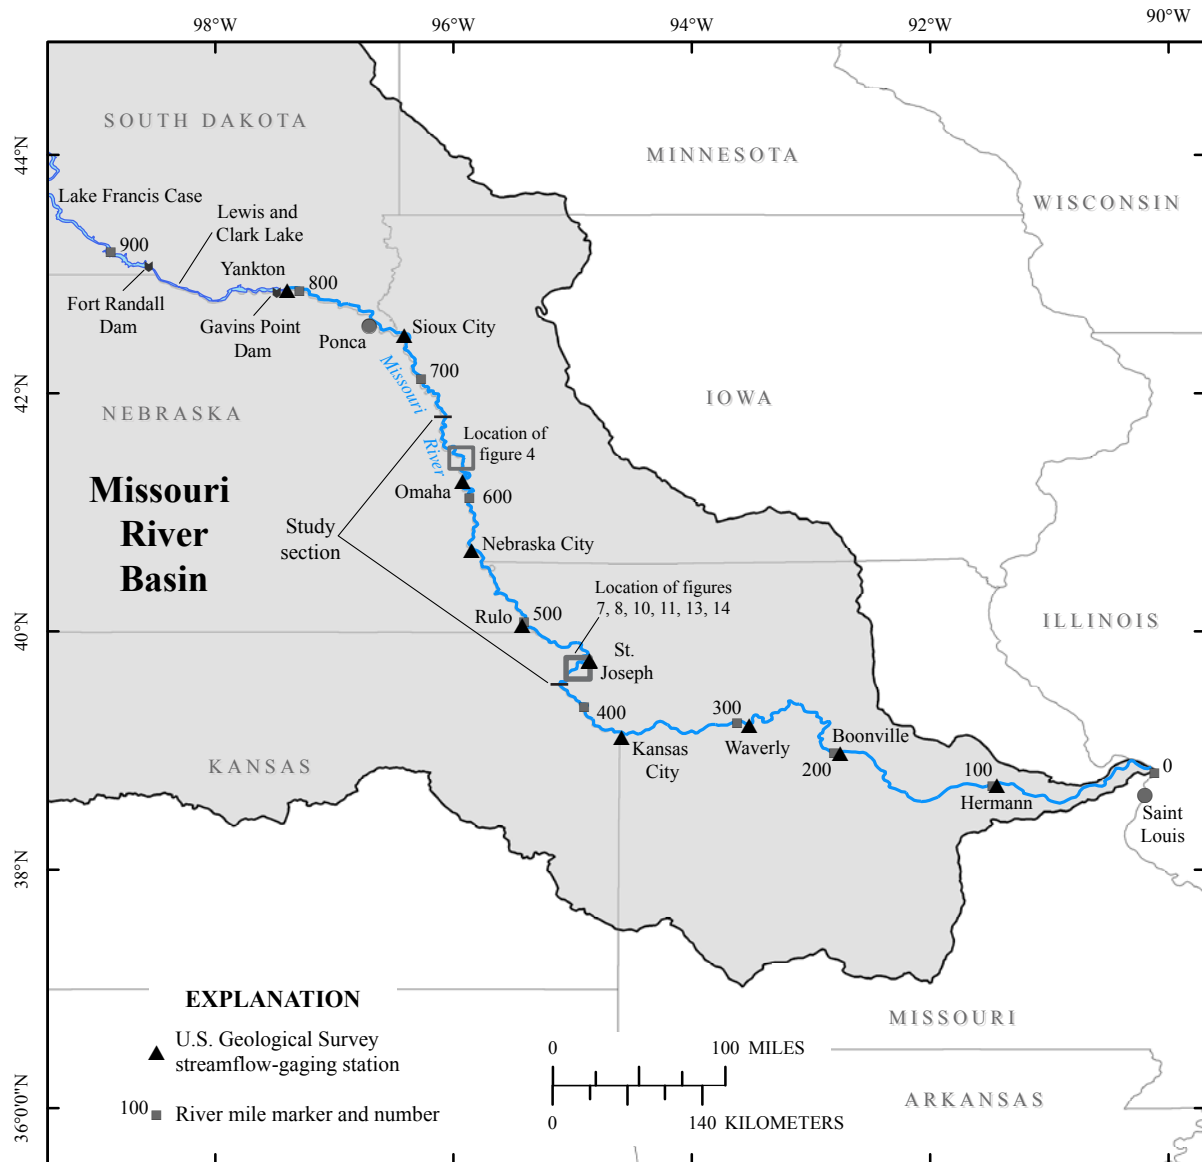 98°W
96°W
94°W
92°W
90°W
44°N
42°N
40°N
38°N
36°0'0"N
SOUTH DAKOTA
MINNESOTA
WISCONSIN
Lake Francis Case
Lewis and
Clark Lake
900
Yankton
800
Fort Randall
Dam
Gavins Point
Dam
Ponca
Sioux City
700
Missouri
River
NEBRASKA
IOWA
Location of
figure 4
Omaha
600
Missouri
River
Basin
Study
section
Nebraska City
Location of figures
7, 8, 10, 11, 13, 14
Rulo
500
ILLINOIS
St.
Joseph
400
300
Kansas
City
Waverly
Boonville
200
KANSAS
100
Hermann
0
Saint
Louis
MISSOURI
ARKANSAS
EXPLANATION
U.S. Geological Survey
streamflow-gaging station
100
River mile marker and number
0
100 MILES
0
140 KILOMETERS